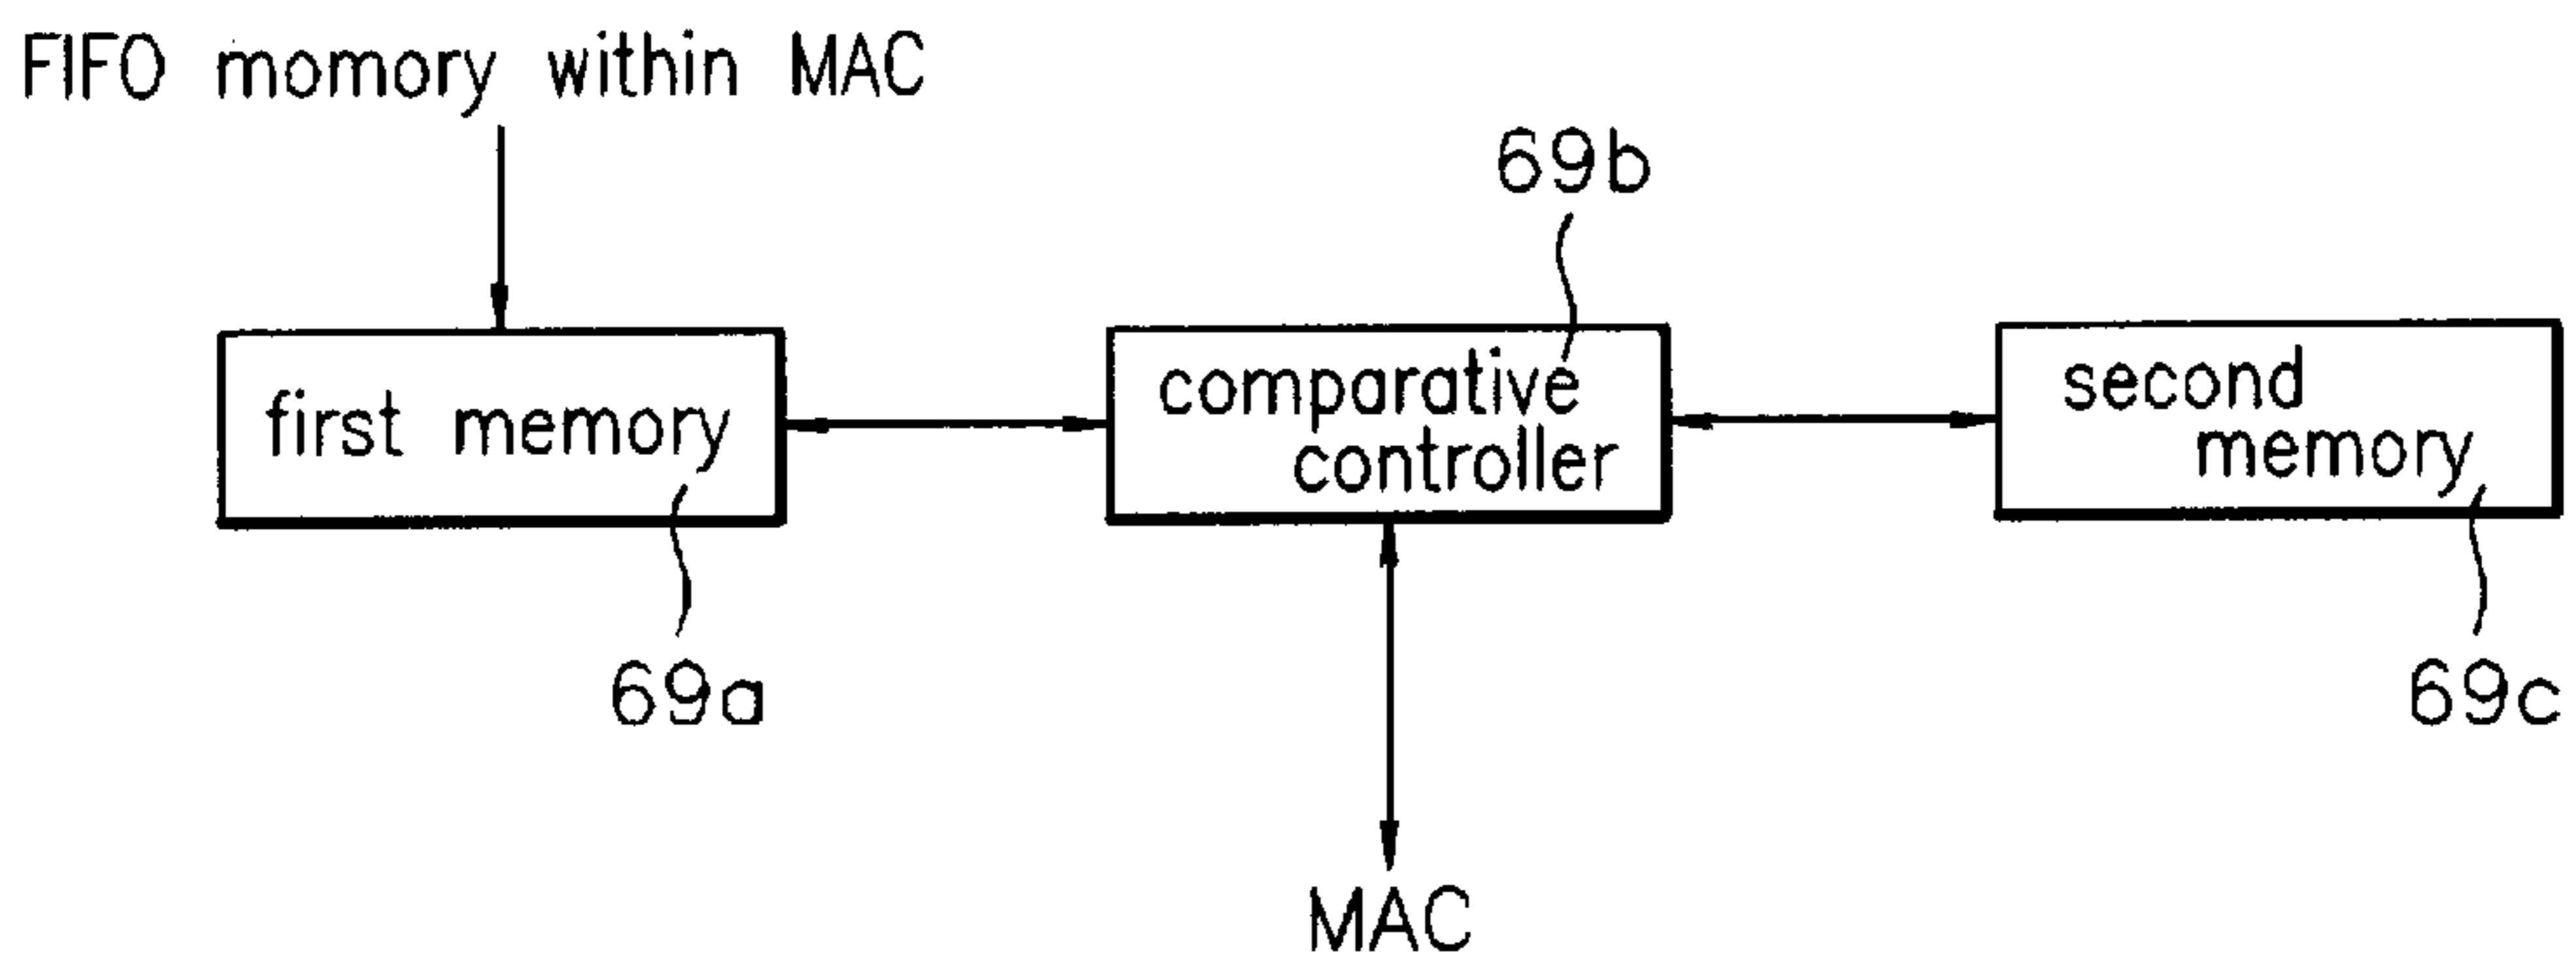 FIFO momory within MAC
69b
first memory
comparative
controller
second
memory
69a
69c
MAC